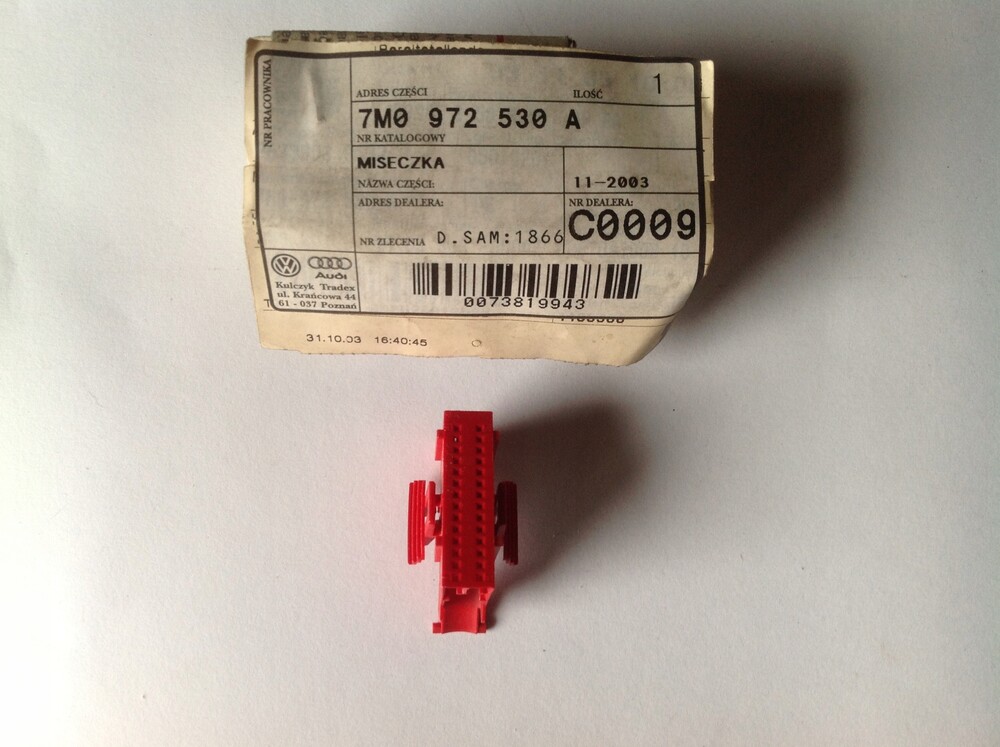 Bereitstellende
NR PRACOWNIKA
ADRES CZĘŚCI ILOŚĆ 1
7M0 972 530 A
NR KATALOGOWY
MISECZKA
NAZWA CZĘŚCI: 11-2003
ADRES DEALERA: NR DEALERA:
NR ZLECENIA D.SAM:1866 C0009
Audi
Kulczyk Tradex
ul. Krańcowa 44
61 - 037 Poznań
0073819943
31.10.03 16:40:45